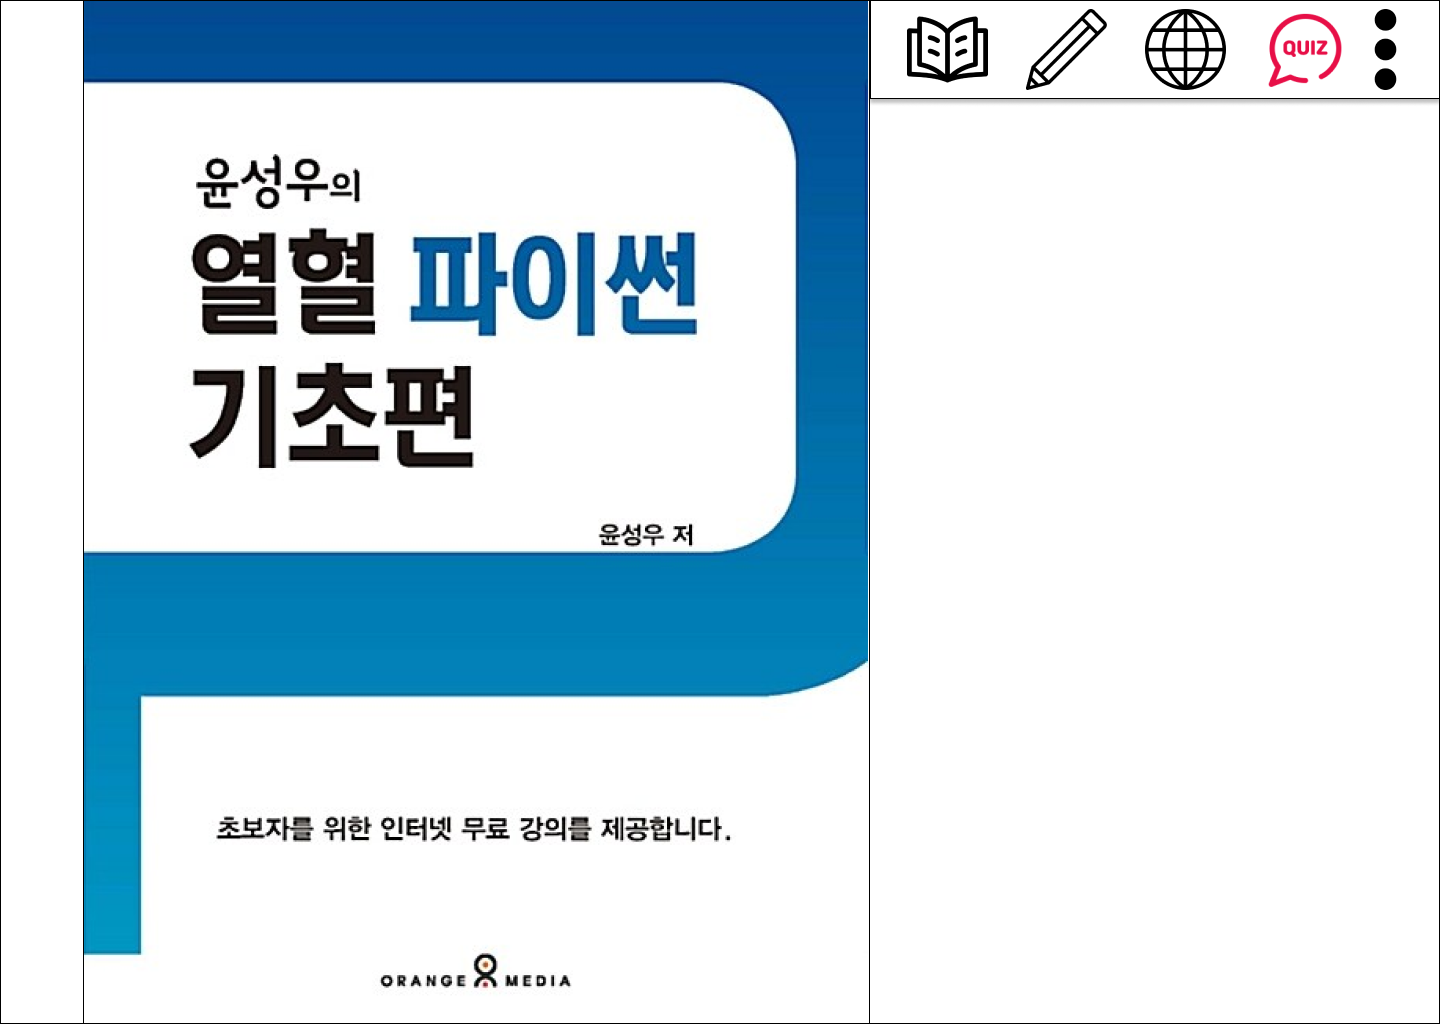 윤성우의
열혈 파이썬
기초편
윤성우 저
초보자를 위한 인터넷 무료 강의를 제공합니다.
ORANGE MEDIA
QUIZ